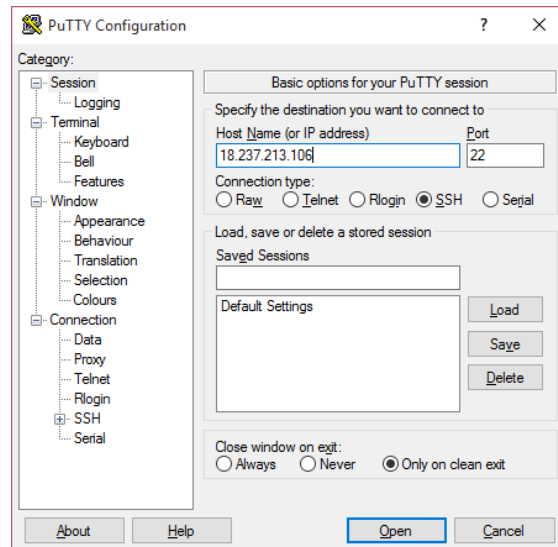 PuTTY Configuration ? X
Category:
Session
Logging
Terminal
Keyboard
Bell
Features
Window
Appearance
Behaviour
Translation
Selection
Colours
Connection
Data
Proxy
Telnet
Rlogin
SSH
Serial
Basic options for your PuTTY session
Specify the destination you want to connect to
Host Name (or IP address) Port
18.237.213.106 22
Connection type:
Raw Telnet Rlogin SSH Serial
Load, save or delete a stored session
Saved Sessions
Default Settings
Load
Save
Delete
Close window on exit:
Always Never Only on clean exit
About Help Open Cancel